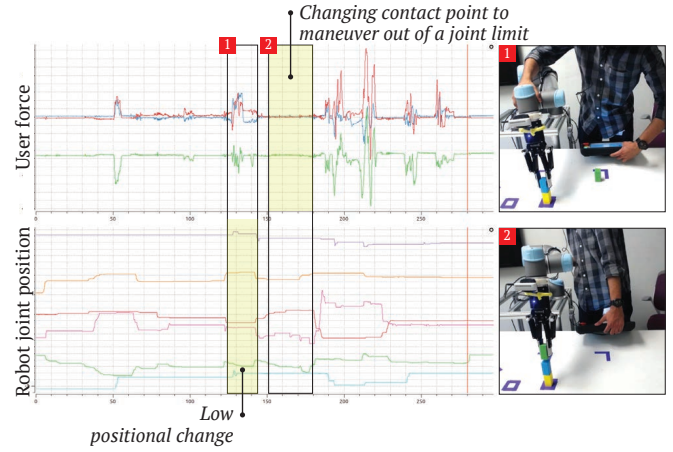 Changing contact point to
maneuver out of a joint limit
1
2
1
User force
0
50
100
150
200
250
2
Robot joint position
0
50
100
150
200
250
Low
positional change